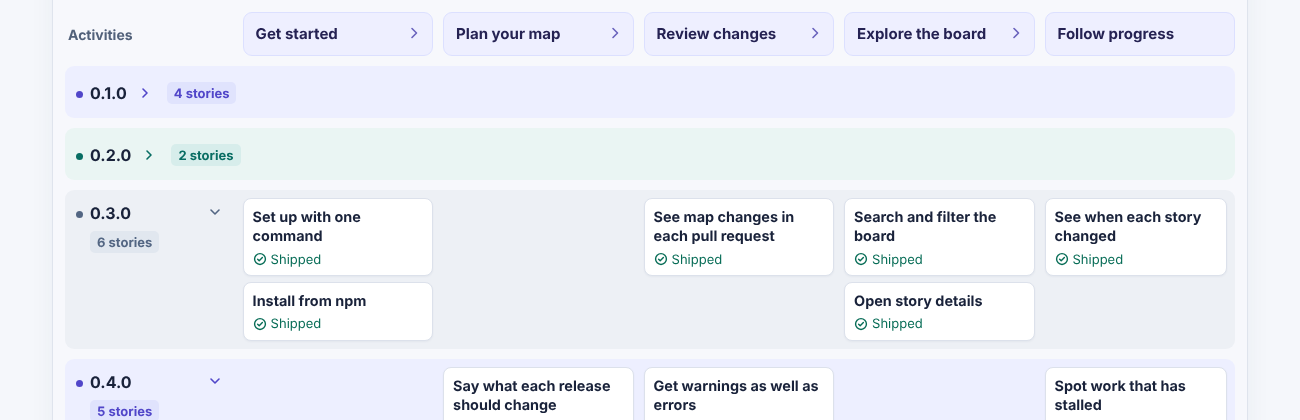 Activities
Get started
Plan your map
Review changes
Explore the board
Follow progress
0.1.0
4 stories
0.2.0
2 stories
0.3.0
6 stories
Set up with one
command
Shipped
Install from npm
Shipped
See map changes in
each pull request
Shipped
Search and filter the
board
Shipped
Open story details
Shipped
See when each story
changed
Shipped
0.4.0
5 stories
Say what each release
should change
Get warnings as well as
errors
Spot work that has
stalled